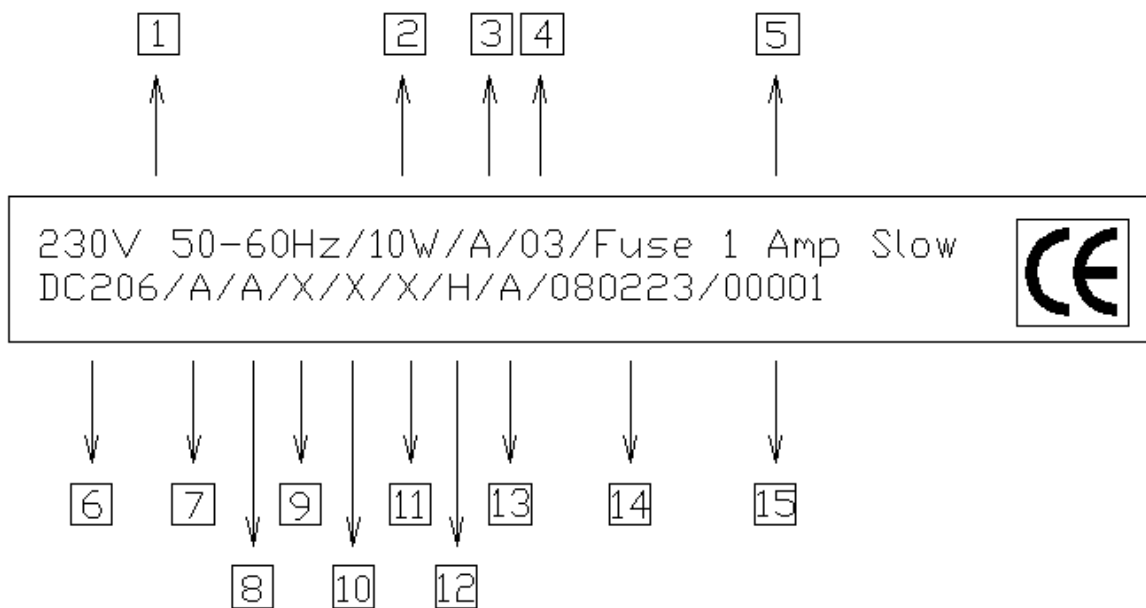 1 2 3 4 5
230V 50-60Hz/10W/A/03/Fuse 1 Amp Slow
DC206/A/A/X/X/X/H/A/080223/00001
CE
6 7 9 11 13 14 15
8 10 12